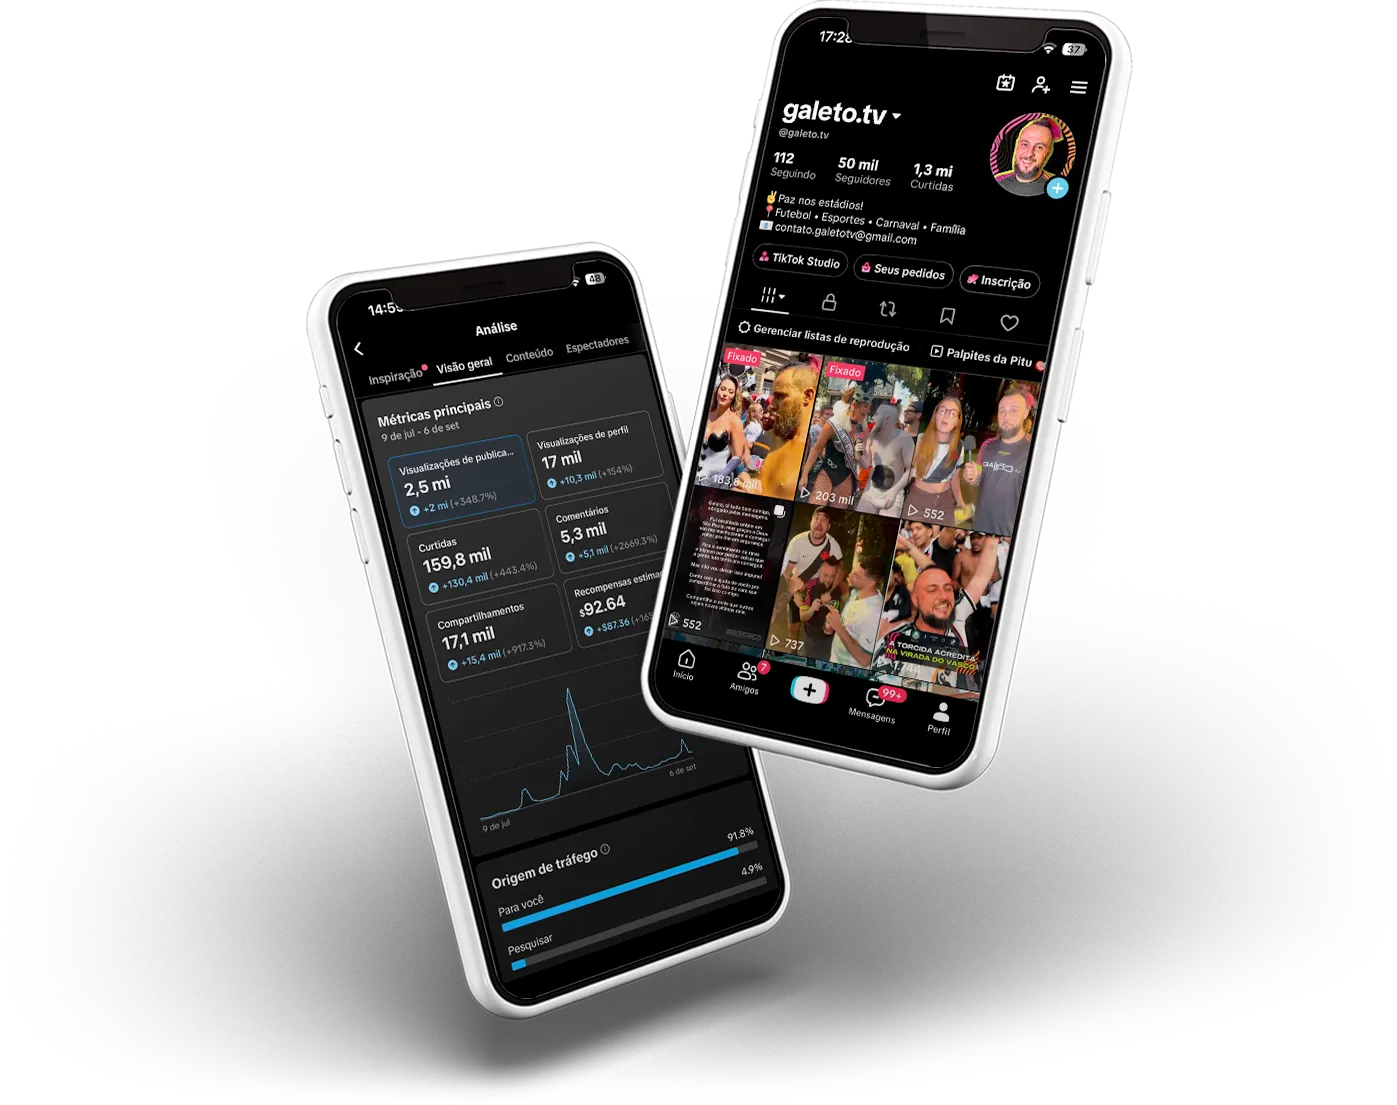 14:5
48
Análise
Inspiração
Visão geral
Conteúdo
Espectadores
Métricas principais
9 de jul - 6 de set
Visualizações de publica...
2,5 mi
+2 mi (+348.7%)
Visualizações de perfil
17 mil
+10,3 mil (+154%)
Curtidas
159,8 mil
+130,4 mil (+443.4%)
Comentários
5,3 mil
+5,1 mil (+2669.3%)
Compartilhamentos
17,1 mil
+15,4 mil (+917.3%)
Recompensas estima
$92.64
+$87.36 (+165
9 de jul
6 de set
Origem de tráfego
Para você
91.8%
Pesquisar
4.9%
17:28
37
galeto.tv
@galeto.tv
112
Seguindo
50 mil
Seguidores
1,3 mi
Curtidas
Paz nos estádios!
Futebol • Esportes • Carnaval • Família
contato.galetotv@gmail.com
TikTok Studio
Seus pedidos
Inscrição
Gerenciar listas de reprodução
Palpites da Pitu
Fixado
183,8 mil
Fixado
203 mil
552
552
737
A TORCIDA ACREDITA
NA VIRADA DO VASCO
Início
Amigos
7
Mensagens
99+
Perfil